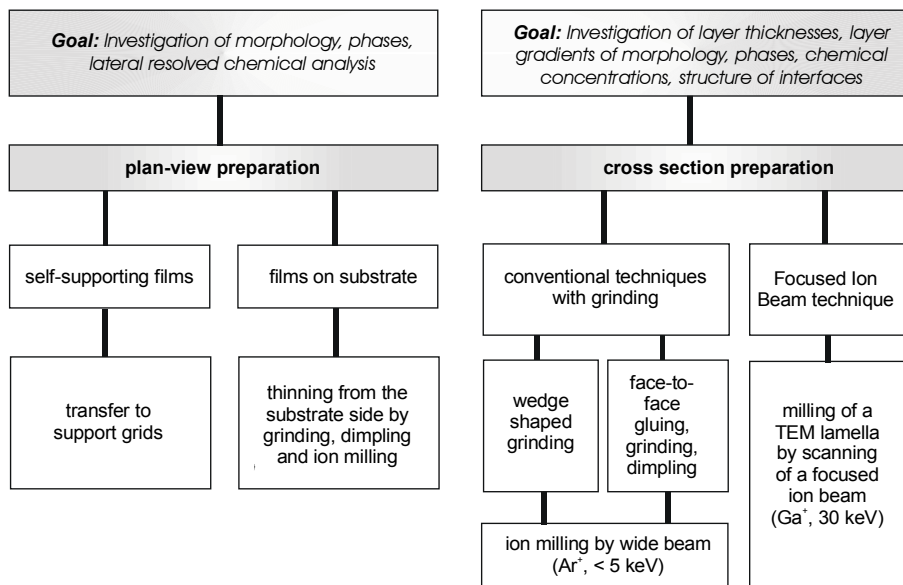 Goal: Investigation of morphology, phases,
lateral resolved chemical analysis
plan-view preparation
self-supporting films
films on substrate
transfer to
support grids
thinning from the
substrate side by
grinding, dimpling
and ion milling
Goal: Investigation of layer thicknesses, layer
gradients of morphology, phases, chemical
concentrations, structure of interfaces
cross section preparation
conventional techniques
with grinding
Focused Ion
Beam technique
wedge
shaped
grinding
face-to-
face
gluing,
grinding,
dimpling
milling of a
TEM lamella
by scanning
of a focused
ion beam
(Ga⁺, 30 keV)
ion milling by wide beam
(Ar⁺, < 5 keV)